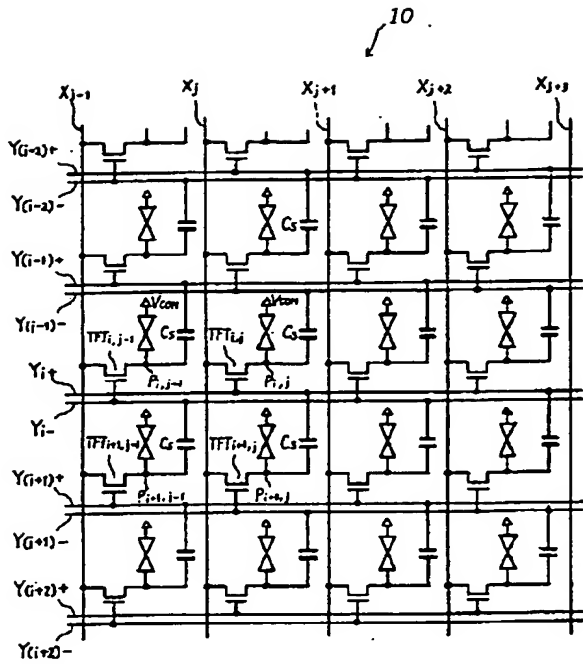 10
Xj-1 Xj Xj+1 Xj+2 Xj+3
Y(i-2)+
Y(i-2)-
Cs
Y(i-1)+
Y(i-1)-
VCOM VCOM
TFTi,j-1 Cs TFTi,j Cs
Pi,j-1 Pi,j
Yi+
Yi-
TFTi+1,j-1 Cs TFTi+1,j Cs
Pi+1,j-1 Pi+1,j
Y(i+1)+
Y(i+1)-
Y(i+2)+
Y(i+2)-